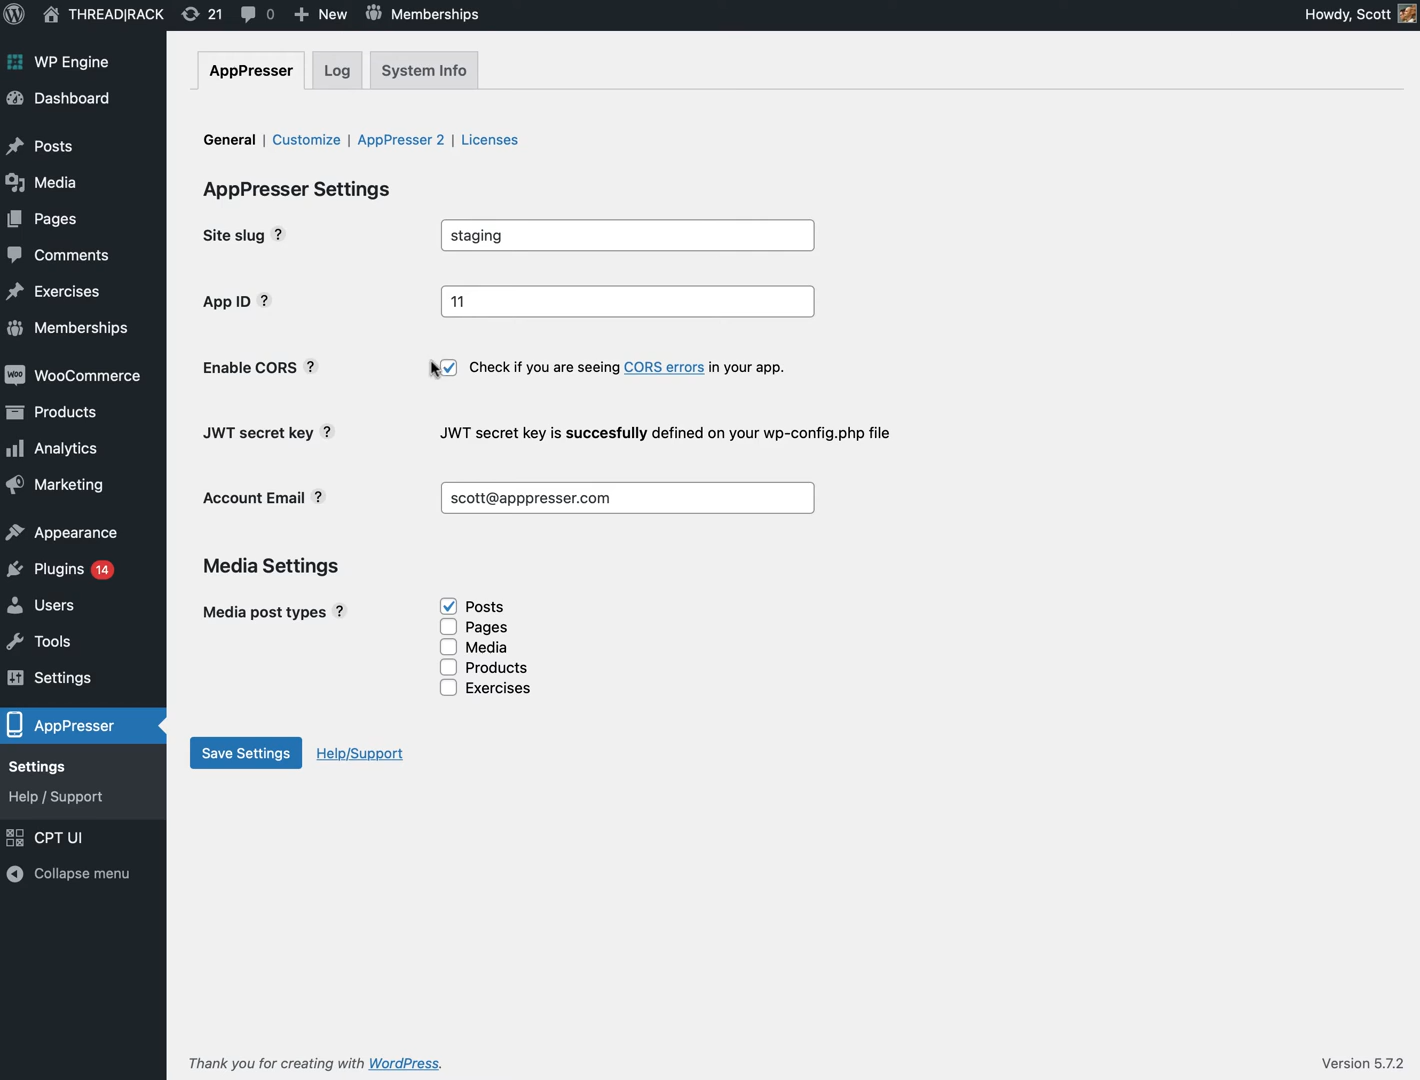 THREAD|RACK 21 0 New Memberships Howdy, Scott
WP Engine
Dashboard
Posts
Media
Pages
Comments
Exercises
Memberships
Woo WooCommerce
Products
Analytics
Marketing
Appearance
Plugins 14
Users
Tools
Settings
AppPresser
Settings
Help / Support
CPT UI
Collapse menu
AppPresser Log System Info
General | Customize | AppPresser 2 | Licenses
AppPresser Settings
Site slug ? staging
App ID ? 11
Enable CORS ? Check if you are seeing CORS errors in your app.
JWT secret key ? JWT secret key is succesfully defined on your wp-config.php file
Account Email ? scott@apppresser.com
Media Settings
Media post types ? Posts
Pages
Media
Products
Exercises
Save Settings Help/Support
Thank you for creating with WordPress. Version 5.7.2